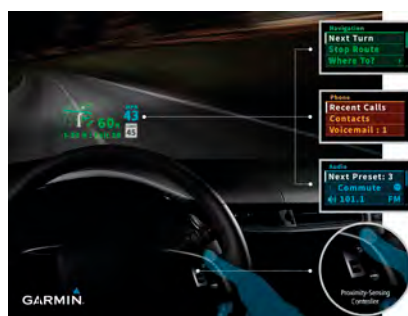 Navigation
Next Turn
Stop Route
Where To?
Phone
Recent Calls
Contacts
Voicemail : 1
Audio
Next Preset: 3
Commute
101.1 FM
60
43
45
GARMIN
Proximity-Sensing
Controller